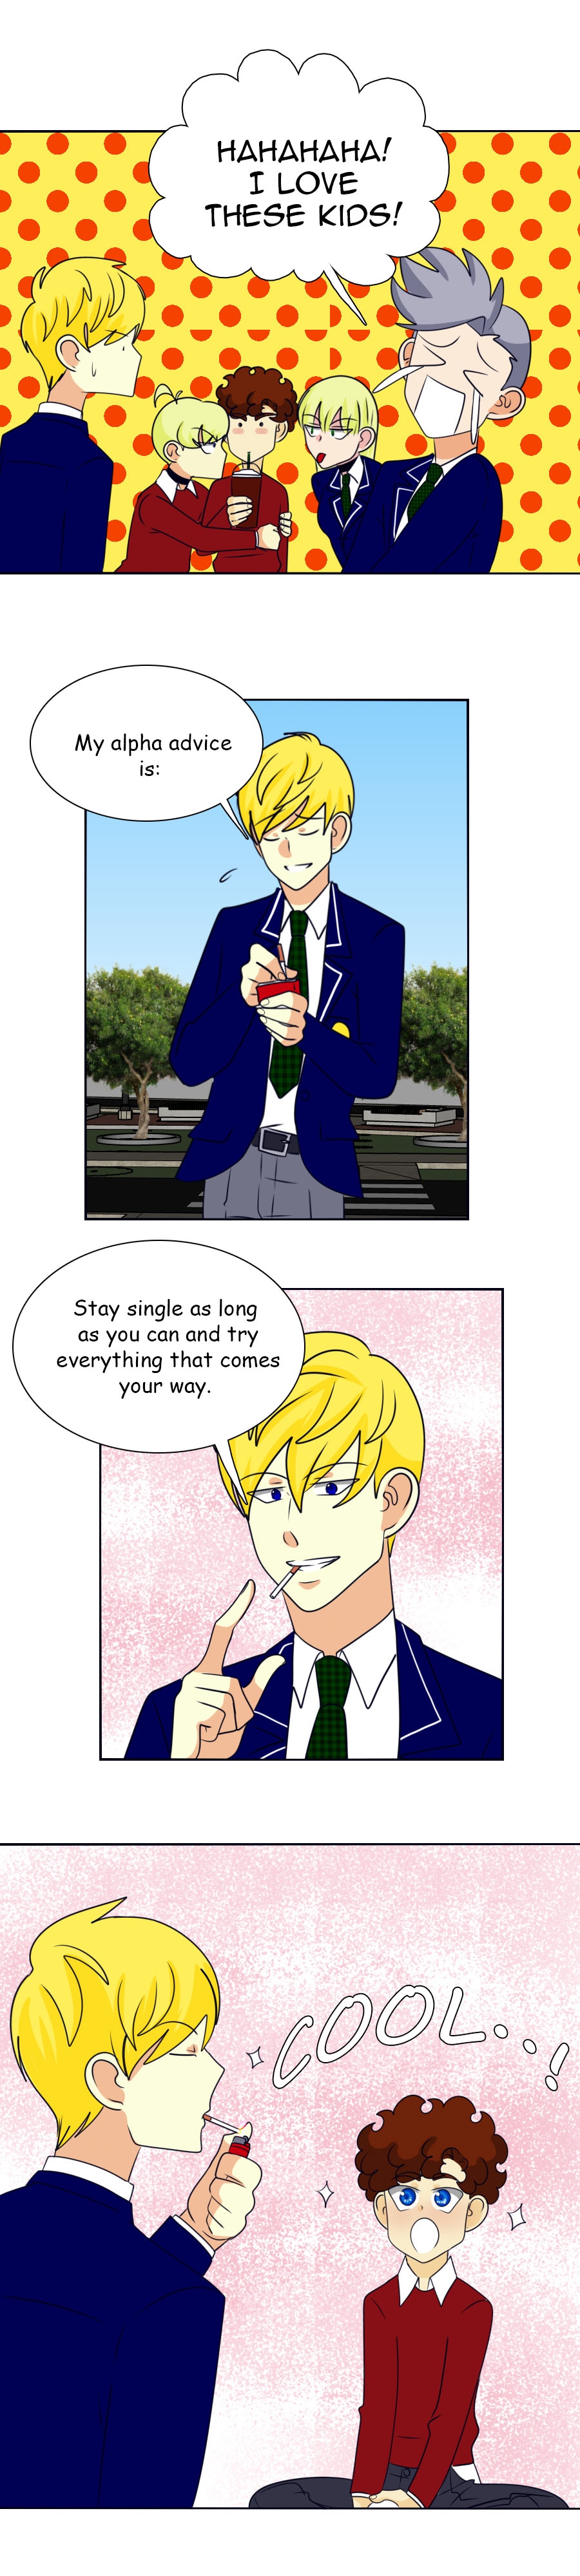 HAHAHAHA!
I LOVE
THESE KIDS!
My alpha advice
is:
Stay single as long
as you can and try
everything that comes
your way.
COOL..!